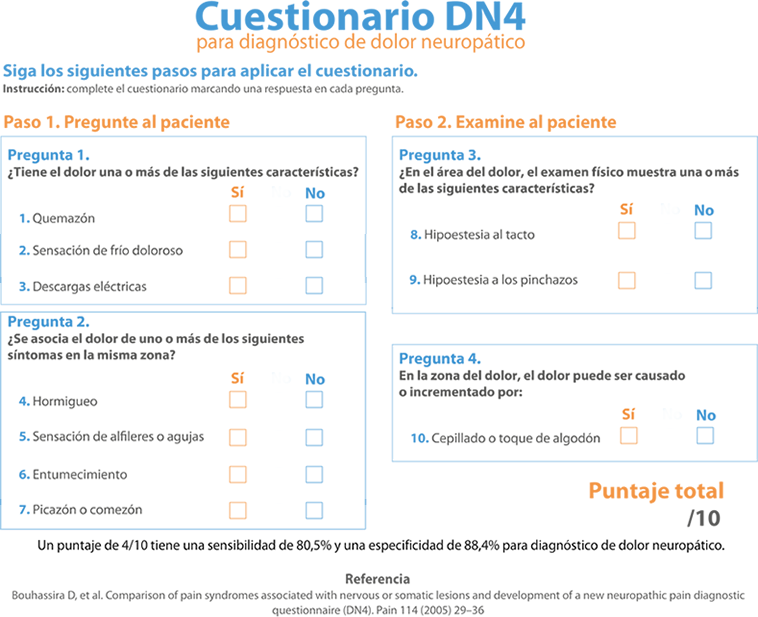 Cuestionario DN4
para diagnóstico de dolor neuropático
Siga los siguientes pasos para aplicar el cuestionario.
Instrucción: complete el cuestionario marcando una respuesta en cada pregunta.
Paso 1. Pregunte al paciente
Pregunta 1.
¿Tiene el dolor una o más de las siguientes características?
Sí No
1. Quemazón
2. Sensación de frío doloroso
3. Descargas eléctricas
Pregunta 2.
¿Se asocia el dolor de uno o más de los siguientes
síntomas en la misma zona?
Sí No
4. Hormigueo
5. Sensación de alfileres o agujas
6. Entumecimiento
7. Picazón o comezón
Paso 2. Examine al paciente
Pregunta 3.
¿En el área del dolor, el examen físico muestra una o más
de las siguientes características?
Sí No
8. Hipoestesia al tacto
9. Hipoestesia a los pinchazos
Pregunta 4.
En la zona del dolor, el dolor puede ser causado
o incrementado por:
Sí No
10. Cepillado o toque de algodón
Puntaje total
/10
Un puntaje de 4/10 tiene una sensibilidad de 80,5% y una especificidad de 88,4% para diagnóstico de dolor neuropático.
Referencia
Bouhassira D, et al. Comparison of pain syndromes associated with nervous or somatic lesions and development of a new neuropathic pain diagnostic
questionnaire (DN4). Pain 114 (2005) 29–36